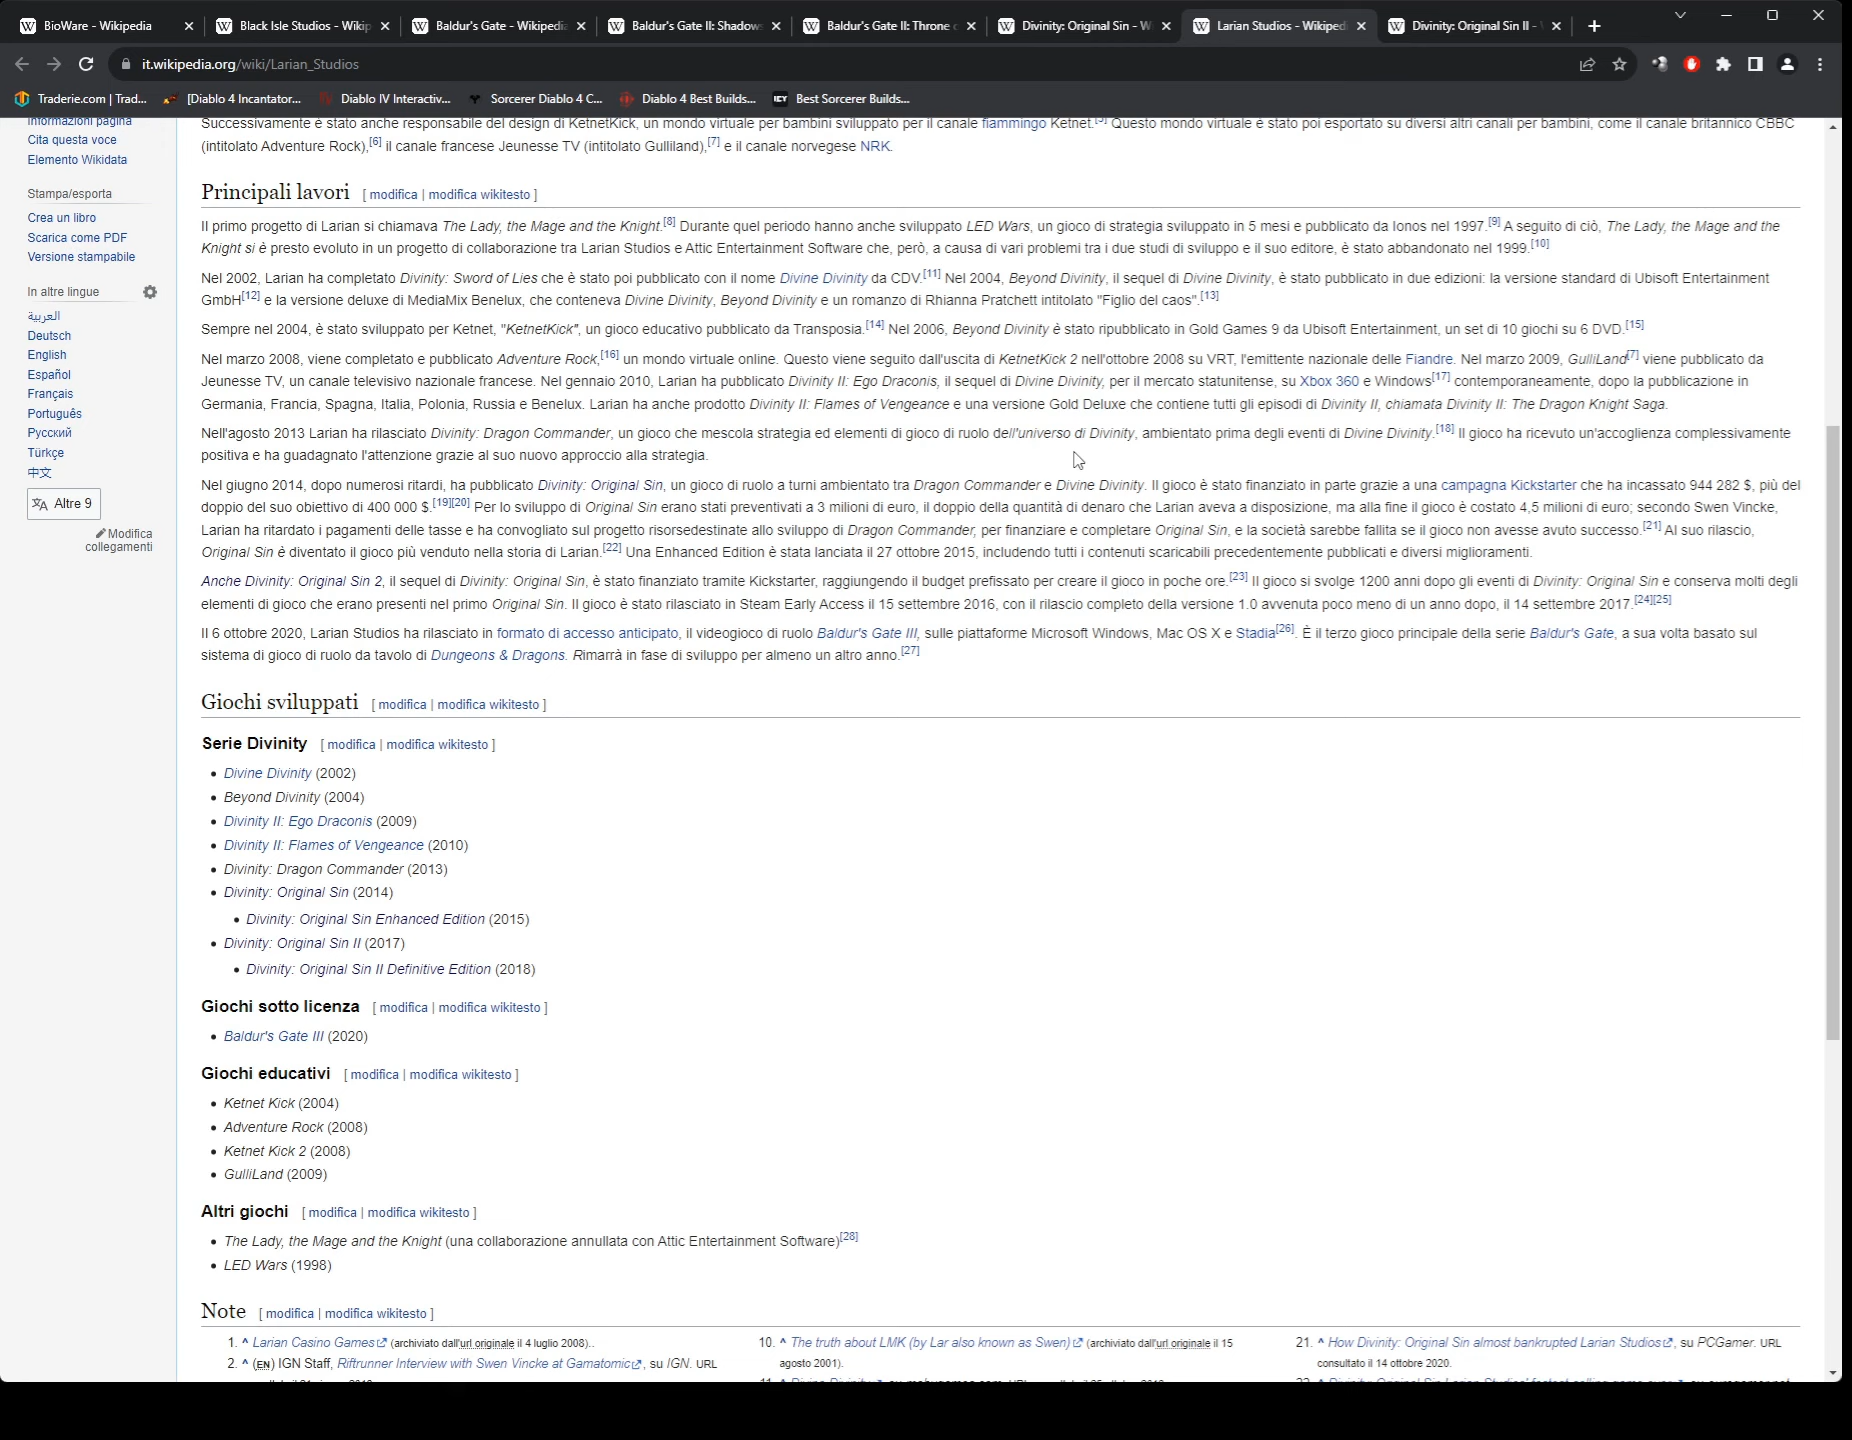 BioWare - Wikipedia
Black Isle Studios - Wikip
Baldur's Gate - Wikipedia
Baldur's Gate II: Shadow
Baldur's Gate II: Throne
Divinity: Original Sin - W
Larian Studios - Wikiped
Divinity: Original Sin II -
it.wikipedia.org/wiki/Larian_Studios
Traderie.com | Trad...
[Diablo 4 Incantator...
Diablo IV Interactiv...
Sorcerer Diablo 4 C...
Diablo 4 Best Builds...
Best Sorcerer Builds...
Informazioni pagina
Cita questa voce
Elemento Wikidata
Stampa/esporta
Crea un libro
Scarica come PDF
Versione stampabile
In altre lingue
العربية
Deutsch
English
Español
Français
Português
Русский
Türkçe
中文
Altre 9
Modifica
collegamenti
Successivamente è stato anche responsabile del design di KetnetKick, un mondo virtuale per bambini sviluppato per il canale fiammingo Ketnet.[5] Questo mondo virtuale è stato poi esportato su diversi altri canali per bambini, come il canale britannico CBBC
(intitolato Adventure Rock),[6] il canale francese Jeunesse TV (intitolato Gulliland),[7] e il canale norvegese NRK.
Principali lavori [ modifica | modifica wikitesto ]
Il primo progetto di Larian si chiamava The Lady, the Mage and the Knight.[8] Durante quel periodo hanno anche sviluppato LED Wars, un gioco di strategia sviluppato in 5 mesi e pubblicato da Ionos nel 1997.[9] A seguito di ciò, The Lady, the Mage and the
Knight si è presto evoluto in un progetto di collaborazione tra Larian Studios e Attic Entertainment Software che, però, a causa di vari problemi tra i due studi di sviluppo e il suo editore, è stato abbandonato nel 1999.[10]
Nel 2002, Larian ha completato Divinity: Sword of Lies che è stato poi pubblicato con il nome Divine Divinity da CDV.[11] Nel 2004, Beyond Divinity, il sequel di Divine Divinity, è stato pubblicato in due edizioni: la versione standard di Ubisoft Entertainment
GmbH[12] e la versione deluxe di MediaMix Benelux, che conteneva Divine Divinity, Beyond Divinity e un romanzo di Rhianna Pratchett intitolato "Figlio del caos".[13]
Sempre nel 2004, è stato sviluppato per Ketnet, "KetnetKick", un gioco educativo pubblicato da Transposia.[14] Nel 2006, Beyond Divinity è stato ripubblicato in Gold Games 9 da Ubisoft Entertainment, un set di 10 giochi su 6 DVD.[15]
Nel marzo 2008, viene completato e pubblicato Adventure Rock,[16] un mondo virtuale online. Questo viene seguito dall'uscita di KetnetKick 2 nell'ottobre 2008 su VRT, l'emittente nazionale delle Fiandre. Nel marzo 2009, GulliLand[7] viene pubblicato da
Jeunesse TV, un canale televisivo nazionale francese. Nel gennaio 2010, Larian ha pubblicato Divinity II: Ego Draconis, il sequel di Divine Divinity, per il mercato statunitense, su Xbox 360 e Windows[17] contemporaneamente, dopo la pubblicazione in
Germania, Francia, Spagna, Italia, Polonia, Russia e Benelux. Larian ha anche prodotto Divinity II: Flames of Vengeance e una versione Gold Deluxe che contiene tutti gli episodi di Divinity II, chiamata Divinity II: The Dragon Knight Saga.
Nell'agosto 2013 Larian ha rilasciato Divinity: Dragon Commander, un gioco che mescola strategia ed elementi di gioco di ruolo dell'universo di Divinity, ambientato prima degli eventi di Divine Divinity.[18] Il gioco ha ricevuto un'accoglienza complessivamente
positiva e ha guadagnato l'attenzione grazie al suo nuovo approccio alla strategia.
Nel giugno 2014, dopo numerosi ritardi, ha pubblicato Divinity: Original Sin, un gioco di ruolo a turni ambientato tra Dragon Commander e Divine Divinity. Il gioco è stato finanziato in parte grazie a una campagna Kickstarter che ha incassato 944 282 $, più del
doppio del suo obiettivo di 400 000 $.[19][20] Per lo sviluppo di Original Sin erano stati preventivati a 3 milioni di euro, il doppio della quantità di denaro che Larian aveva a disposizione, ma alla fine il gioco è costato 4,5 milioni di euro; secondo Swen Vincke,
Larian ha ritardato i pagamenti delle tasse e ha convogliato sul progetto risorsedestinate allo sviluppo di Dragon Commander, per finanziare e completare Original Sin, e la società sarebbe fallita se il gioco non avesse avuto successo.[21] Al suo rilascio,
Original Sin è diventato il gioco più venduto nella storia di Larian.[22] Una Enhanced Edition è stata lanciata il 27 ottobre 2015, includendo tutti i contenuti scaricabili precedentemente pubblicati e diversi miglioramenti.
Anche Divinity: Original Sin 2, il sequel di Divinity: Original Sin, è stato finanziato tramite Kickstarter, raggiungendo il budget prefissato per creare il gioco in poche ore.[23] Il gioco si svolge 1200 anni dopo gli eventi di Divinity: Original Sin e conserva molti degli
elementi di gioco che erano presenti nel primo Original Sin. Il gioco è stato rilasciato in Steam Early Access il 15 settembre 2016, con il rilascio completo della versione 1.0 avvenuta poco meno di un anno dopo, il 14 settembre 2017.[24][25]
Il 6 ottobre 2020, Larian Studios ha rilasciato in formato di accesso anticipato, il videogioco di ruolo Baldur's Gate III, sulle piattaforme Microsoft Windows, Mac OS X e Stadia[26]. È il terzo gioco principale della serie Baldur's Gate, a sua volta basato sul
sistema di gioco di ruolo da tavolo di Dungeons & Dragons. Rimarrà in fase di sviluppo per almeno un altro anno.[27]
Giochi sviluppati [ modifica | modifica wikitesto ]
Serie Divinity [ modifica | modifica wikitesto ]
• Divine Divinity (2002)
• Beyond Divinity (2004)
• Divinity II: Ego Draconis (2009)
• Divinity II: Flames of Vengeance (2010)
• Divinity: Dragon Commander (2013)
• Divinity: Original Sin (2014)
• Divinity: Original Sin Enhanced Edition (2015)
• Divinity: Original Sin II (2017)
• Divinity: Original Sin II Definitive Edition (2018)
Giochi sotto licenza [ modifica | modifica wikitesto ]
• Baldur's Gate III (2020)
Giochi educativi [ modifica | modifica wikitesto ]
• Ketnet Kick (2004)
• Adventure Rock (2008)
• Ketnet Kick 2 (2008)
• GulliLand (2009)
Altri giochi [ modifica | modifica wikitesto ]
• The Lady, the Mage and the Knight (una collaborazione annullata con Attic Entertainment Software)[28]
• LED Wars (1998)
Note [ modifica | modifica wikitesto ]
1. ^ Larian Casino Games (archiviato dall'url originale il 4 luglio 2008)..
2. ^ (EN) IGN Staff, Riftrunner Interview with Swen Vincke at Gamatomic, su IGN. URL
10. ^ The truth about LMK (by Lar also known as Swen) (archiviato dall'url originale il 15
agosto 2001).
21. ^ How Divinity: Original Sin almost bankrupted Larian Studios, su PCGamer. URL
consultato il 14 ottobre 2020.